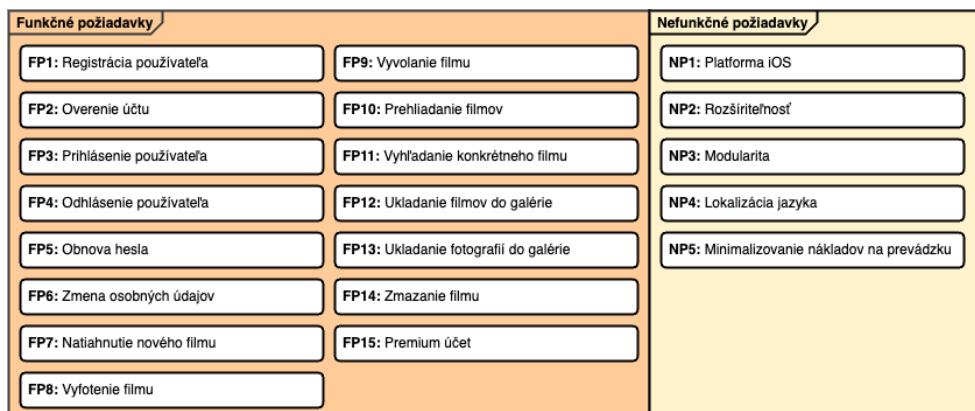 Funkčné požiadavky
FP1: Registrácia používateľa
FP2: Overenie účtu
FP3: Prihlásenie používateľa
FP4: Odhlásenie používateľa
FP5: Obnova hesla
FP6: Zmena osobných údajov
FP7: Natiahnutie nového filmu
FP8: Vyfotenie filmu
FP9: Vyvolanie filmu
FP10: Prehliadanie filmov
FP11: Vyhľadanie konkrétneho filmu
FP12: Ukladanie filmov do galérie
FP13: Ukladanie fotografií do galérie
FP14: Zmazanie filmu
FP15: Premium účet
Nefunkčné požiadavky
NP1: Platforma iOS
NP2: Rozšíriteľnosť
NP3: Modularita
NP4: Lokalizácia jazyka
NP5: Minimalizovanie nákladov na prevádzku